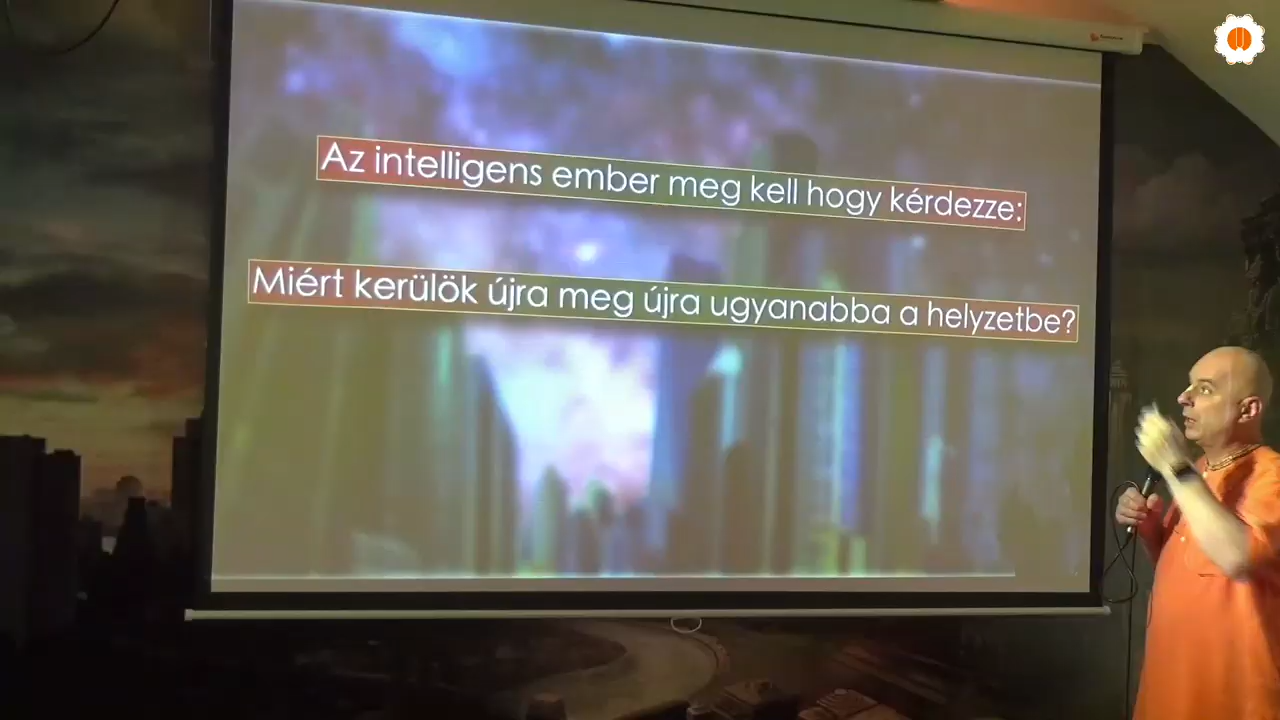 Az intelligens ember meg kell hogy kérdezze:
Miért kerülök újra meg újra ugyanabba a helyzetbe?